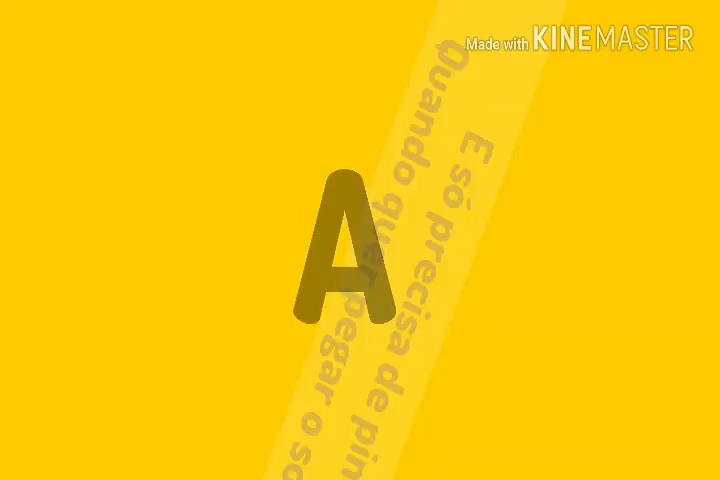 Made with KINEMASTER
A
Quando quer pegar o
E só precisa de